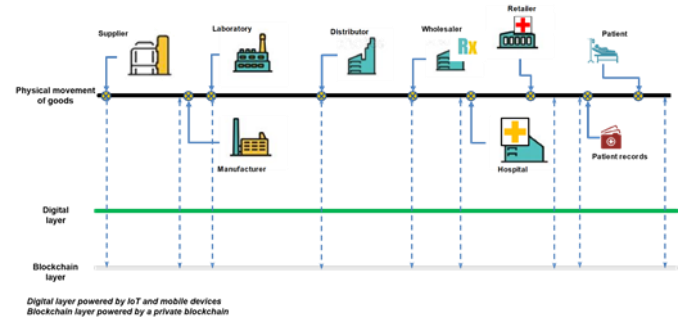 Supplier
Laboratory
Distributor
Wholesaler
Retailer
Patient
Rx
Physical movement
of goods
Manufacturer
Hospital
Patient records
Digital
layer
Blockchain
layer
Digital layer powered by IoT and mobile devices
Blockchain layer powered by a private blockchain